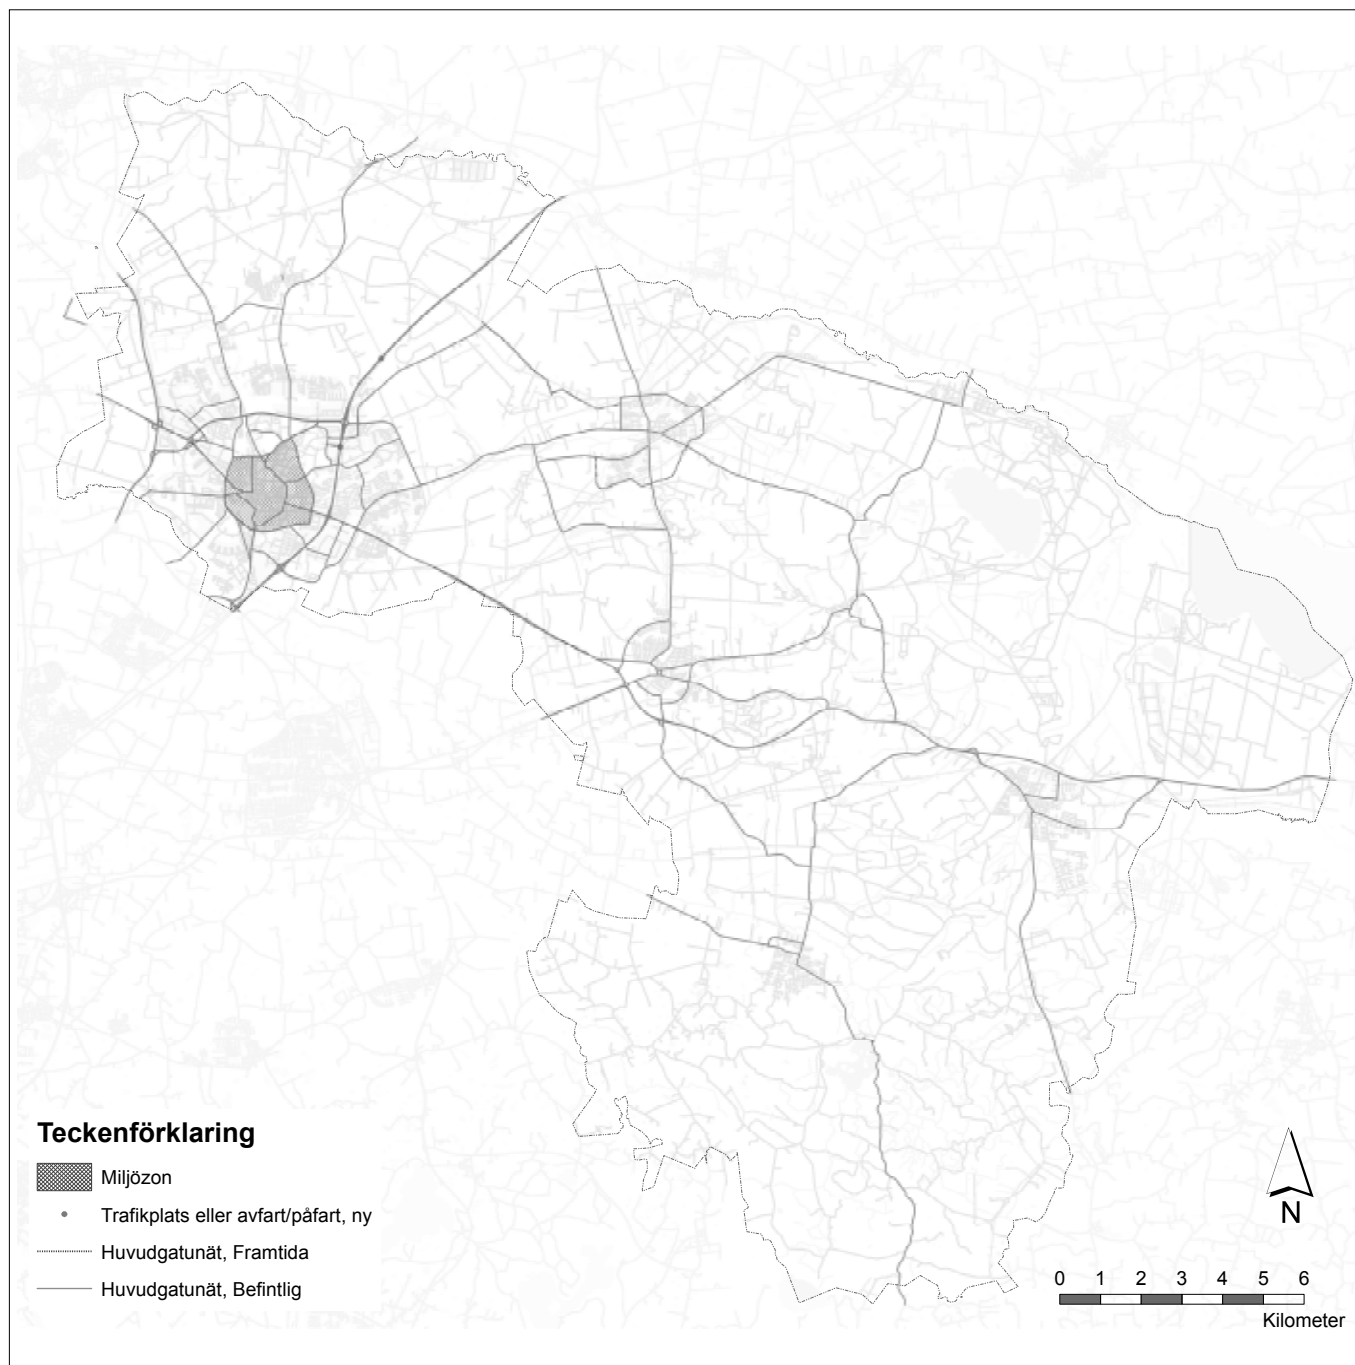 Teckenförklaring
Miljözon
Trafikplats eller avfart/påfart, ny
Huvudgatunät, Framtida
Huvudgatunät, Befintlig
N
0 1 2 3 4 5 6
Kilometer